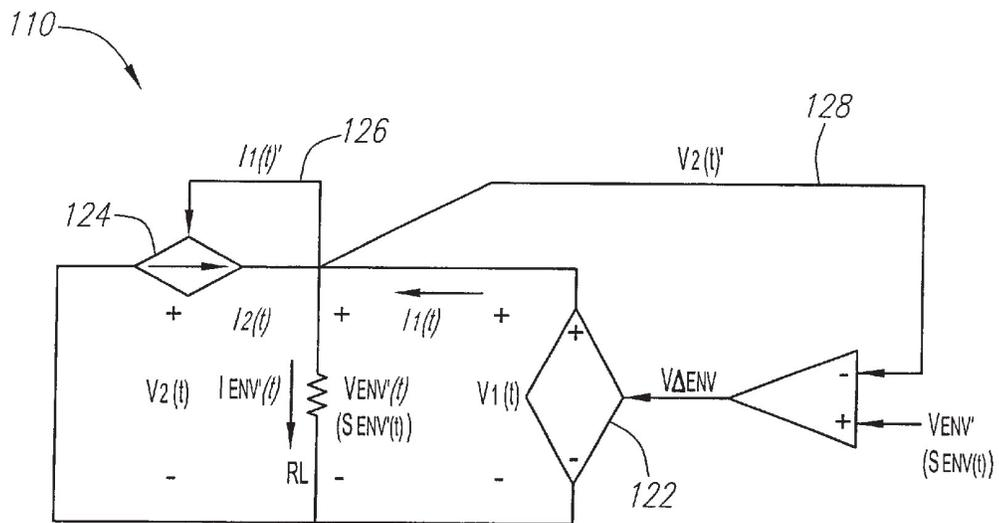 110
126
128
I1(t)'
V2(t)'
124
+ I2(t) + I1(t) +
+
-
V2(t) IENV'(t) VENV'(t) V1(t) VΔENV
(SENV'(t))
+ VENV'
(SENV(t))
- RL - - -
122